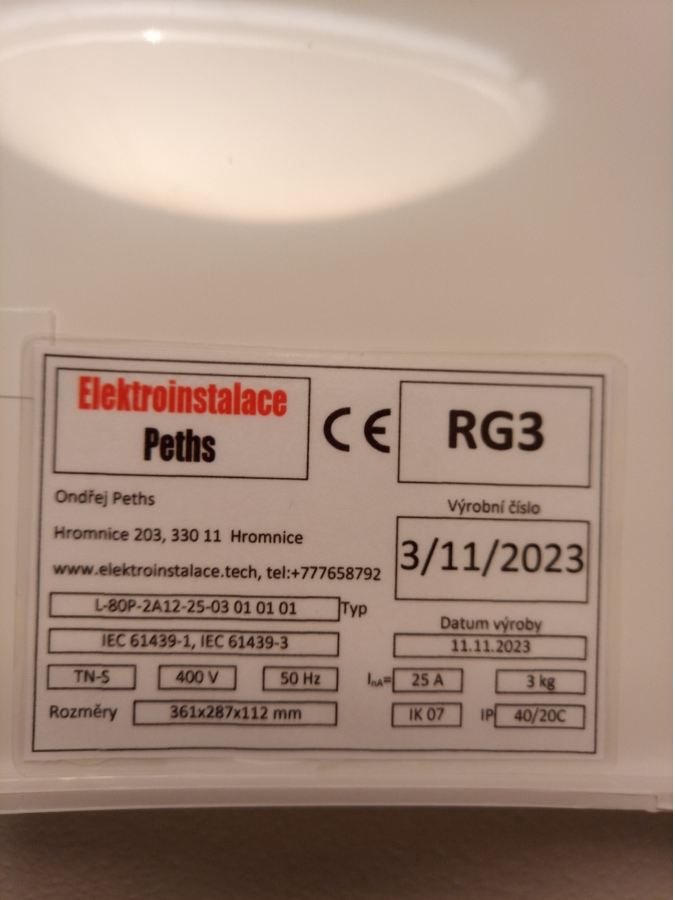 Elektroinstalace
Peths
CE
RG3
Ondřej Peths
Hromnice 203, 330 11 Hromnice
www.elektroinstalace.tech, tel:+777658792
Výrobní číslo
3/11/2023
L-80P-2A12-25-03 01 01 01 Typ
Datum výroby
IEC 61439-1, IEC 61439-3
11.11.2023
TN-S 400 V 50 Hz InA= 25 A 3 kg
Rozměry 361x287x112 mm IK 07 IP 40/20C